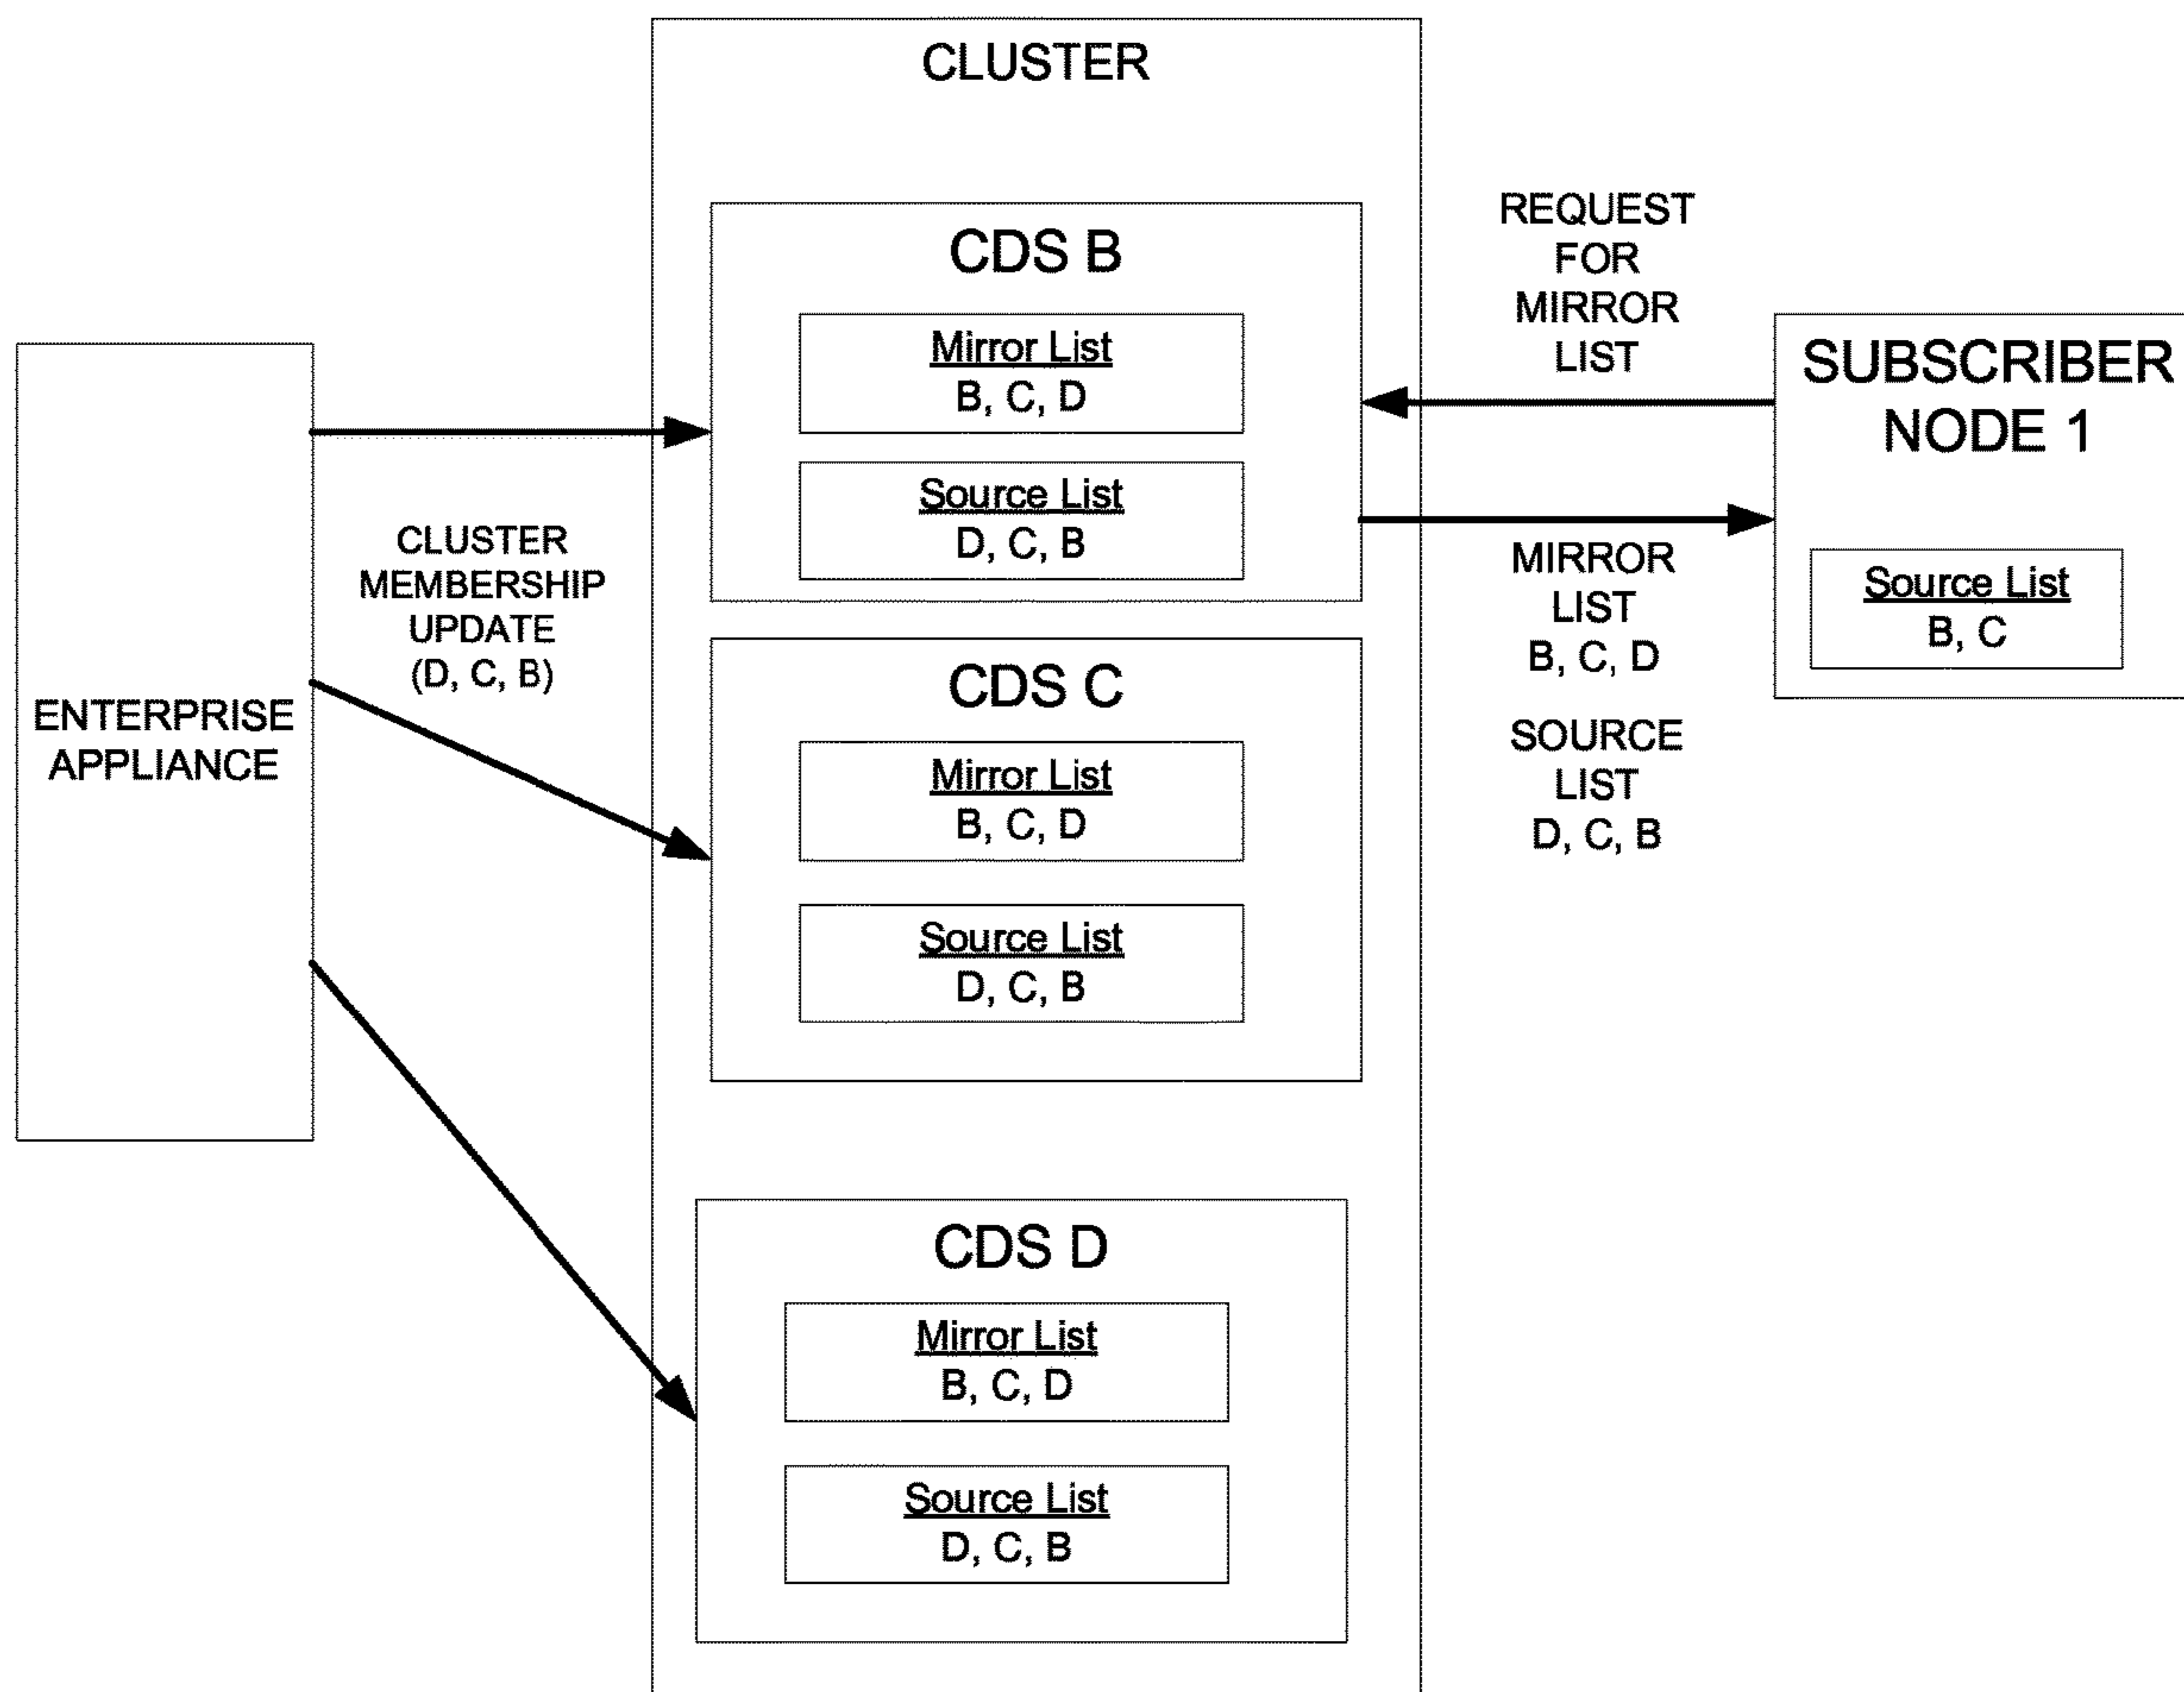 CLUSTER
ENTERPRISE
APPLIANCE
CLUSTER
MEMBERSHIP
UPDATE
(D, C, B)
CDS B
Mirror List
B, C, D
Source List
D, C, B
CDS C
Mirror List
B, C, D
Source List
D, C, B
CDS D
Mirror List
B, C, D
Source List
D, C, B
REQUEST
FOR
MIRROR
LIST
MIRROR
LIST
B, C, D
SOURCE
LIST
D, C, B
SUBSCRIBER
NODE 1
Source List
B, C